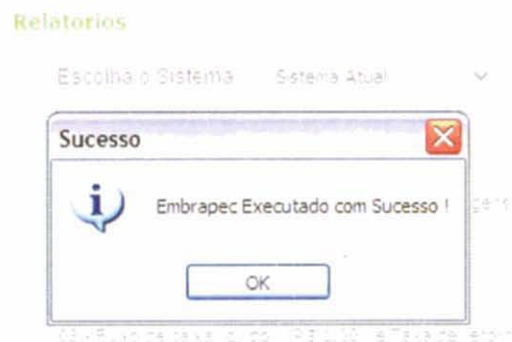 Relatorios
Escolha o Sistema Sistema Atual
Sucesso
Embrapec Executado com Sucesso !
OK